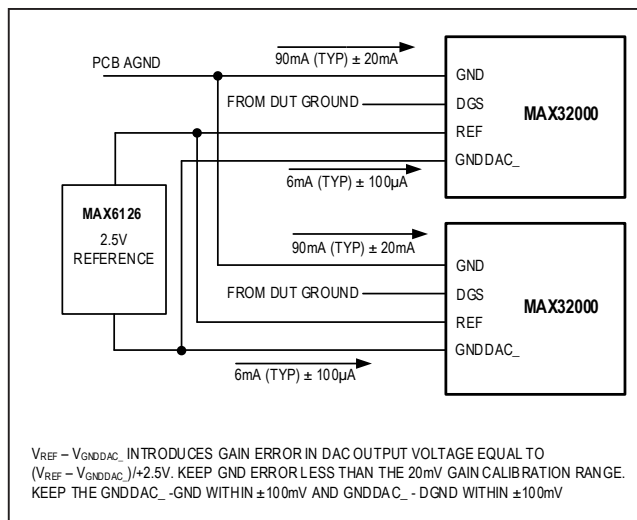 90mA (TYP) ± 20mA
PCB AGND
GND
FROM DUT GROUND
DGS
MAX32000
REF
GNDDAC_
6mA (TYP) ± 100µA
MAX6126
2.5V
REFERENCE
90mA (TYP) ± 20mA
GND
FROM DUT GROUND
DGS
MAX32000
REF
GNDDAC_
6mA (TYP) ± 100µA
VREF – VGNDDAC_ INTRODUCES GAIN ERROR IN DAC OUTPUT VOLTAGE EQUAL TO
(VREF – VGNDDAC_)/+2.5V. KEEP GND ERROR LESS THAN THE 20mV GAIN CALIBRATION RANGE.
KEEP THE GNDDAC_ -GND WITHIN ±100mV AND GNDDAC_ - DGND WITHIN ±100mV